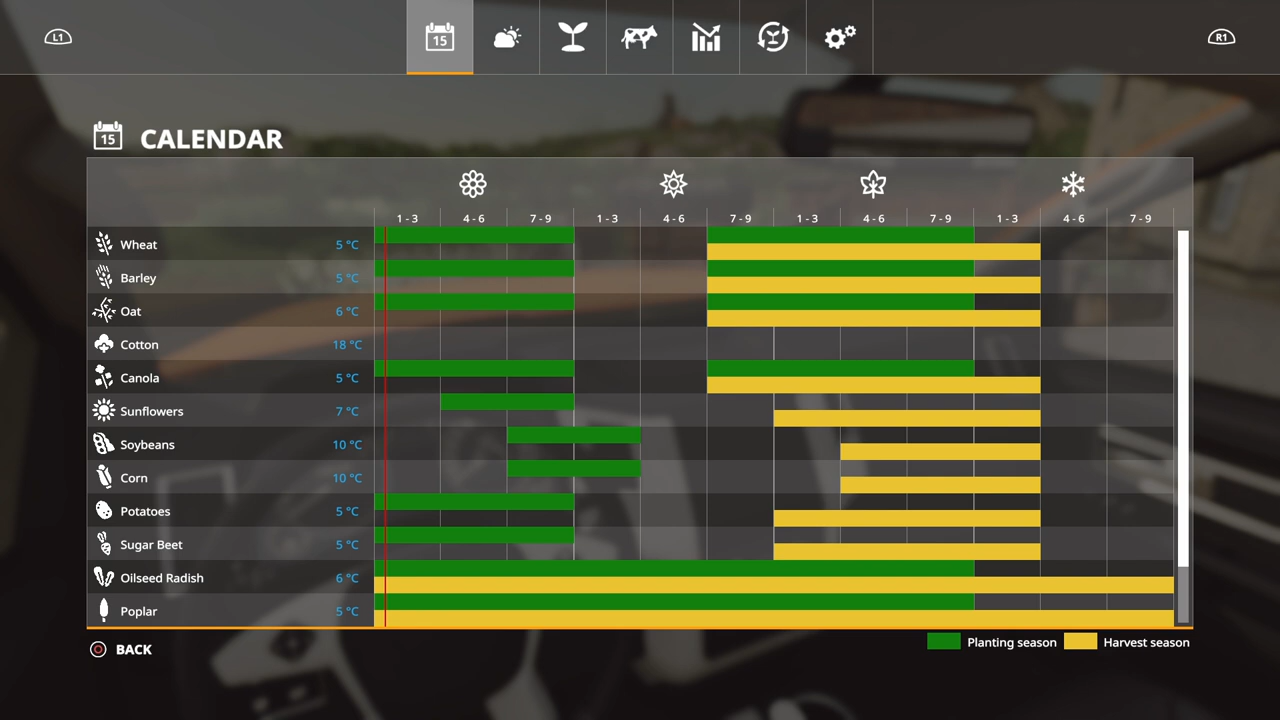 L1
15
R1
15 CALENDAR
1 - 3 4 - 6 7 - 9 1 - 3 4 - 6 7 - 9 1 - 3 4 - 6 7 - 9 1 - 3 4 - 6 7 - 9
Wheat 5 °C
Barley 5 °C
Oat 6 °C
Cotton 18 °C
Canola 5 °C
Sunflowers 7 °C
Soybeans 10 °C
Corn 10 °C
Potatoes 5 °C
Sugar Beet 5 °C
Oilseed Radish 6 °C
Poplar 5 °C
BACK
Planting season Harvest season